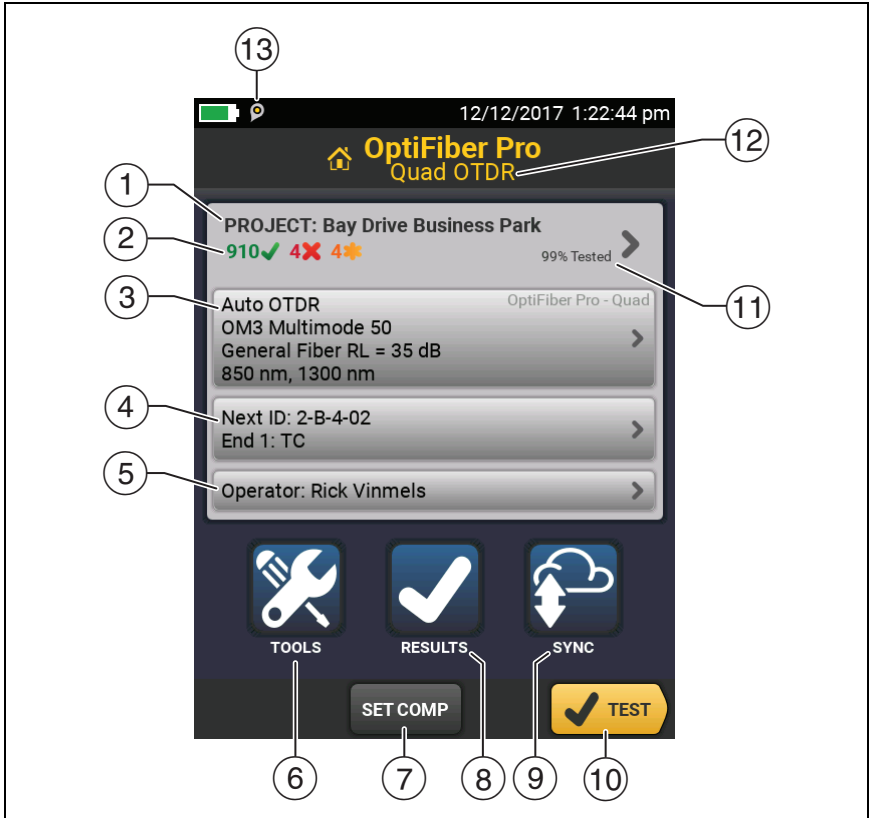 13
12/12/2017 1:22:44 pm
OptiFiber Pro
Quad OTDR
12
1
PROJECT: Bay Drive Business Park
2
910 4 4
99% Tested
11
3
Auto OTDR
OptiFiber Pro - Quad
OM3 Multimode 50
General Fiber RL = 35 dB
850 nm, 1300 nm
4
Next ID: 2-B-4-02
End 1: TC
5
Operator: Rick Vinmels
TOOLS
RESULTS
SYNC
SET COMP
TEST
6
7
8
9
10